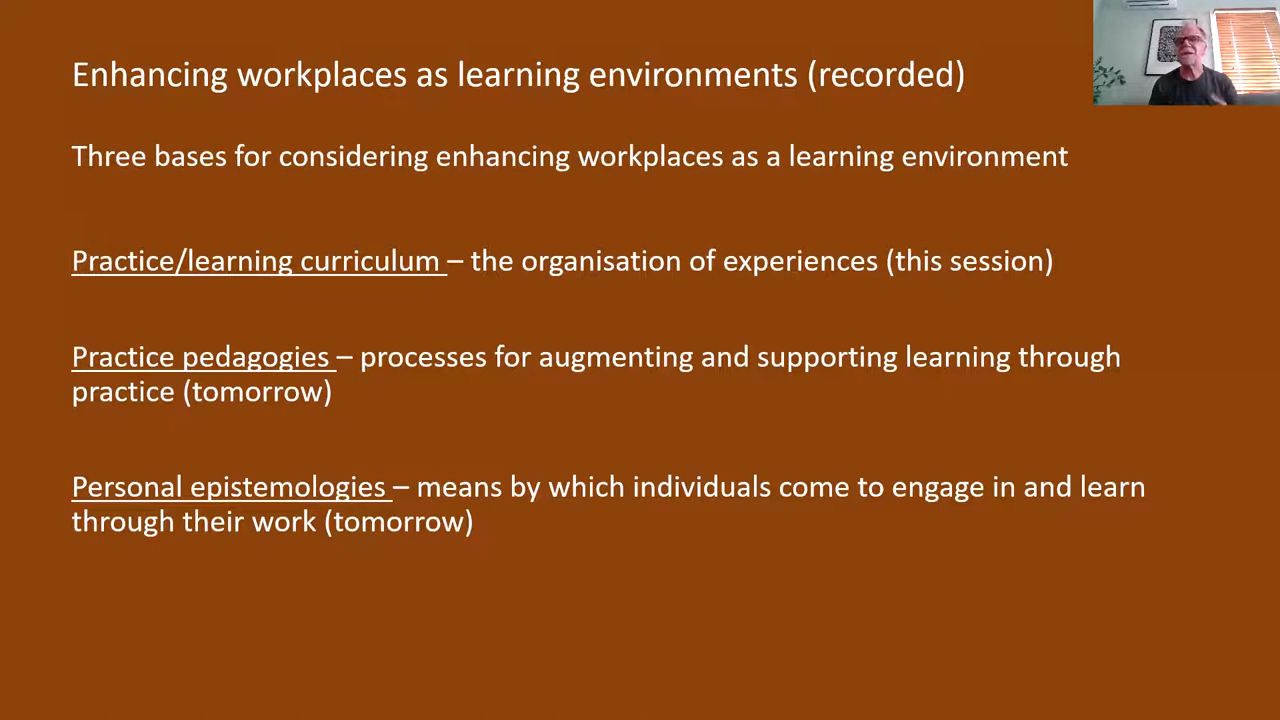 Enhancing workplaces as learning environments (recorded)
Three bases for considering enhancing workplaces as a learning environment
Practice/learning curriculum – the organisation of experiences (this session)
Practice pedagogies – processes for augmenting and supporting learning through
practice (tomorrow)
Personal epistemologies – means by which individuals come to engage in and learn
through their work (tomorrow)